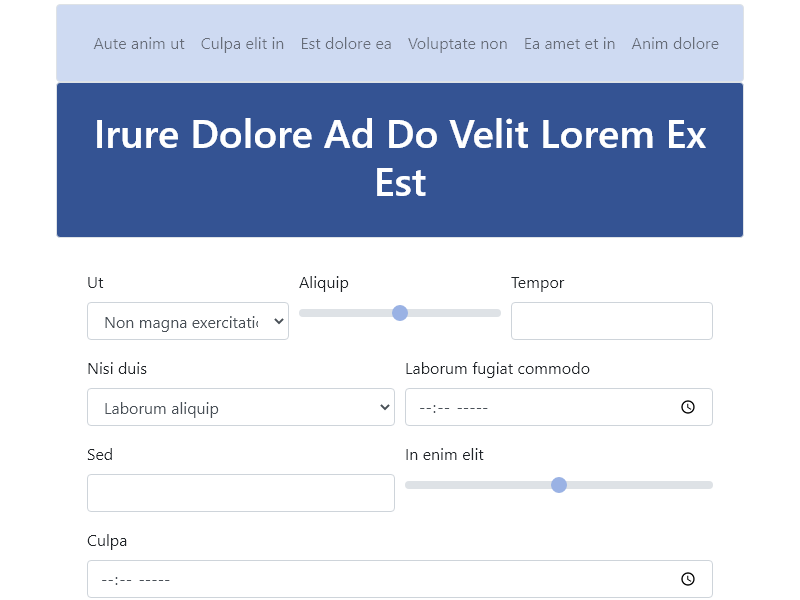 Aute anim ut Culpa elit in Est dolore ea Voluptate non Ea amet et in Anim dolore
Irure Dolore Ad Do Velit Lorem Ex
Est
Ut Aliquip Tempor
Non magna exercitatio
Nisi duis Laborum fugiat commodo
Laborum aliquip --:-- -----
Sed In enim elit
Culpa
--:-- -----